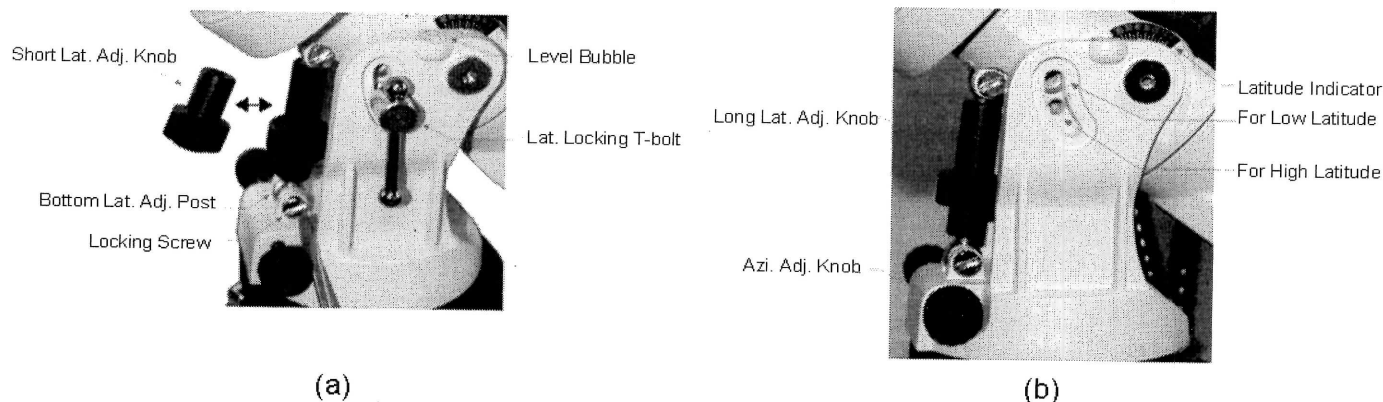 Short Lat. Adj. Knob
Level Bubble
Lat. Locking T-bolt
Bottom Lat. Adj. Post
Locking Screw
(a)
Long Lat. Adj. Knob
Latitude Indicator
For Low Latitude
For High Latitude
Azi. Adj. Knob
(b)